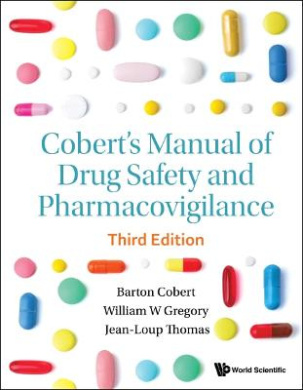 Cobert's Manual of
Drug Safety and
Pharmacovigilance
Third Edition
Barton Cobert
William W Gregory
Jean-Loup Thomas
World Scientific